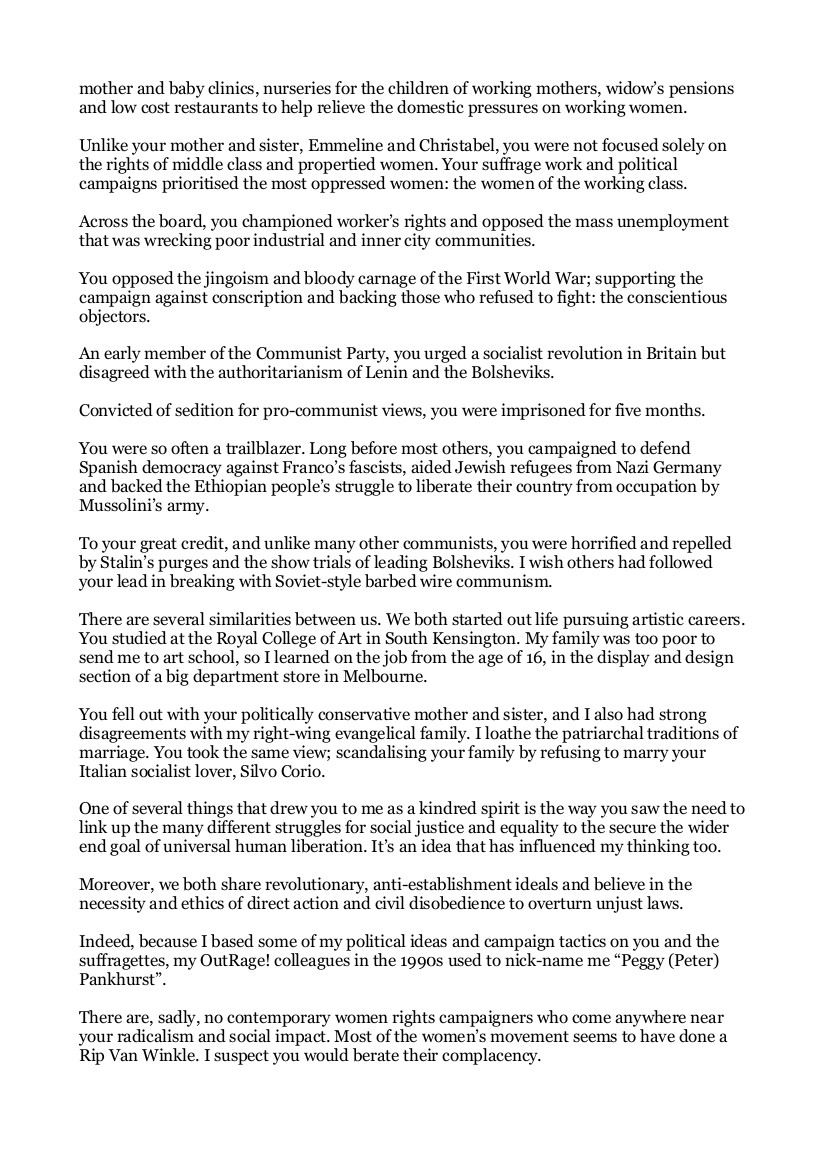 mother and baby clinics, nurseries for the children of working mothers, widow’s pensions
and low cost restaurants to help relieve the domestic pressures on working women.
Unlike your mother and sister, Emmeline and Christabel, you were not focused solely on
the rights of middle class and propertied women. Your suffrage work and political
campaigns prioritised the most oppressed women: the women of the working class.
Across the board, you championed worker’s rights and opposed the mass unemployment
that was wrecking poor industrial and inner city communities.
You opposed the jingoism and bloody carnage of the First World War; supporting the
campaign against conscription and backing those who refused to fight: the conscientious
objectors.
An early member of the Communist Party, you urged a socialist revolution in Britain but
disagreed with the authoritarianism of Lenin and the Bolsheviks.
Convicted of sedition for pro-communist views, you were imprisoned for five months.
You were so often a trailblazer. Long before most others, you campaigned to defend
Spanish democracy against Franco’s fascists, aided Jewish refugees from Nazi Germany
and backed the Ethiopian people’s struggle to liberate their country from occupation by
Mussolini’s army.
To your great credit, and unlike many other communists, you were horrified and repelled
by Stalin’s purges and the show trials of leading Bolsheviks. I wish others had followed
your lead in breaking with Soviet-style barbed wire communism.
There are several similarities between us. We both started out life pursuing artistic careers.
You studied at the Royal College of Art in South Kensington. My family was too poor to
send me to art school, so I learned on the job from the age of 16, in the display and design
section of a big department store in Melbourne.
You fell out with your politically conservative mother and sister, and I also had strong
disagreements with my right-wing evangelical family. I loathe the patriarchal traditions of
marriage. You took the same view; scandalising your family by refusing to marry your
Italian socialist lover, Silvo Corio.
One of several things that drew you to me as a kindred spirit is the way you saw the need to
link up the many different struggles for social justice and equality to the secure the wider
end goal of universal human liberation. It’s an idea that has influenced my thinking too.
Moreover, we both share revolutionary, anti-establishment ideals and believe in the
necessity and ethics of direct action and civil disobedience to overturn unjust laws.
Indeed, because I based some of my political ideas and campaign tactics on you and the
suffragettes, my OutRage! colleagues in the 1990s used to nick-name me “Peggy (Peter)
Pankhurst”.
There are, sadly, no contemporary women rights campaigners who come anywhere near
your radicalism and social impact. Most of the women’s movement seems to have done a
Rip Van Winkle. I suspect you would berate their complacency.